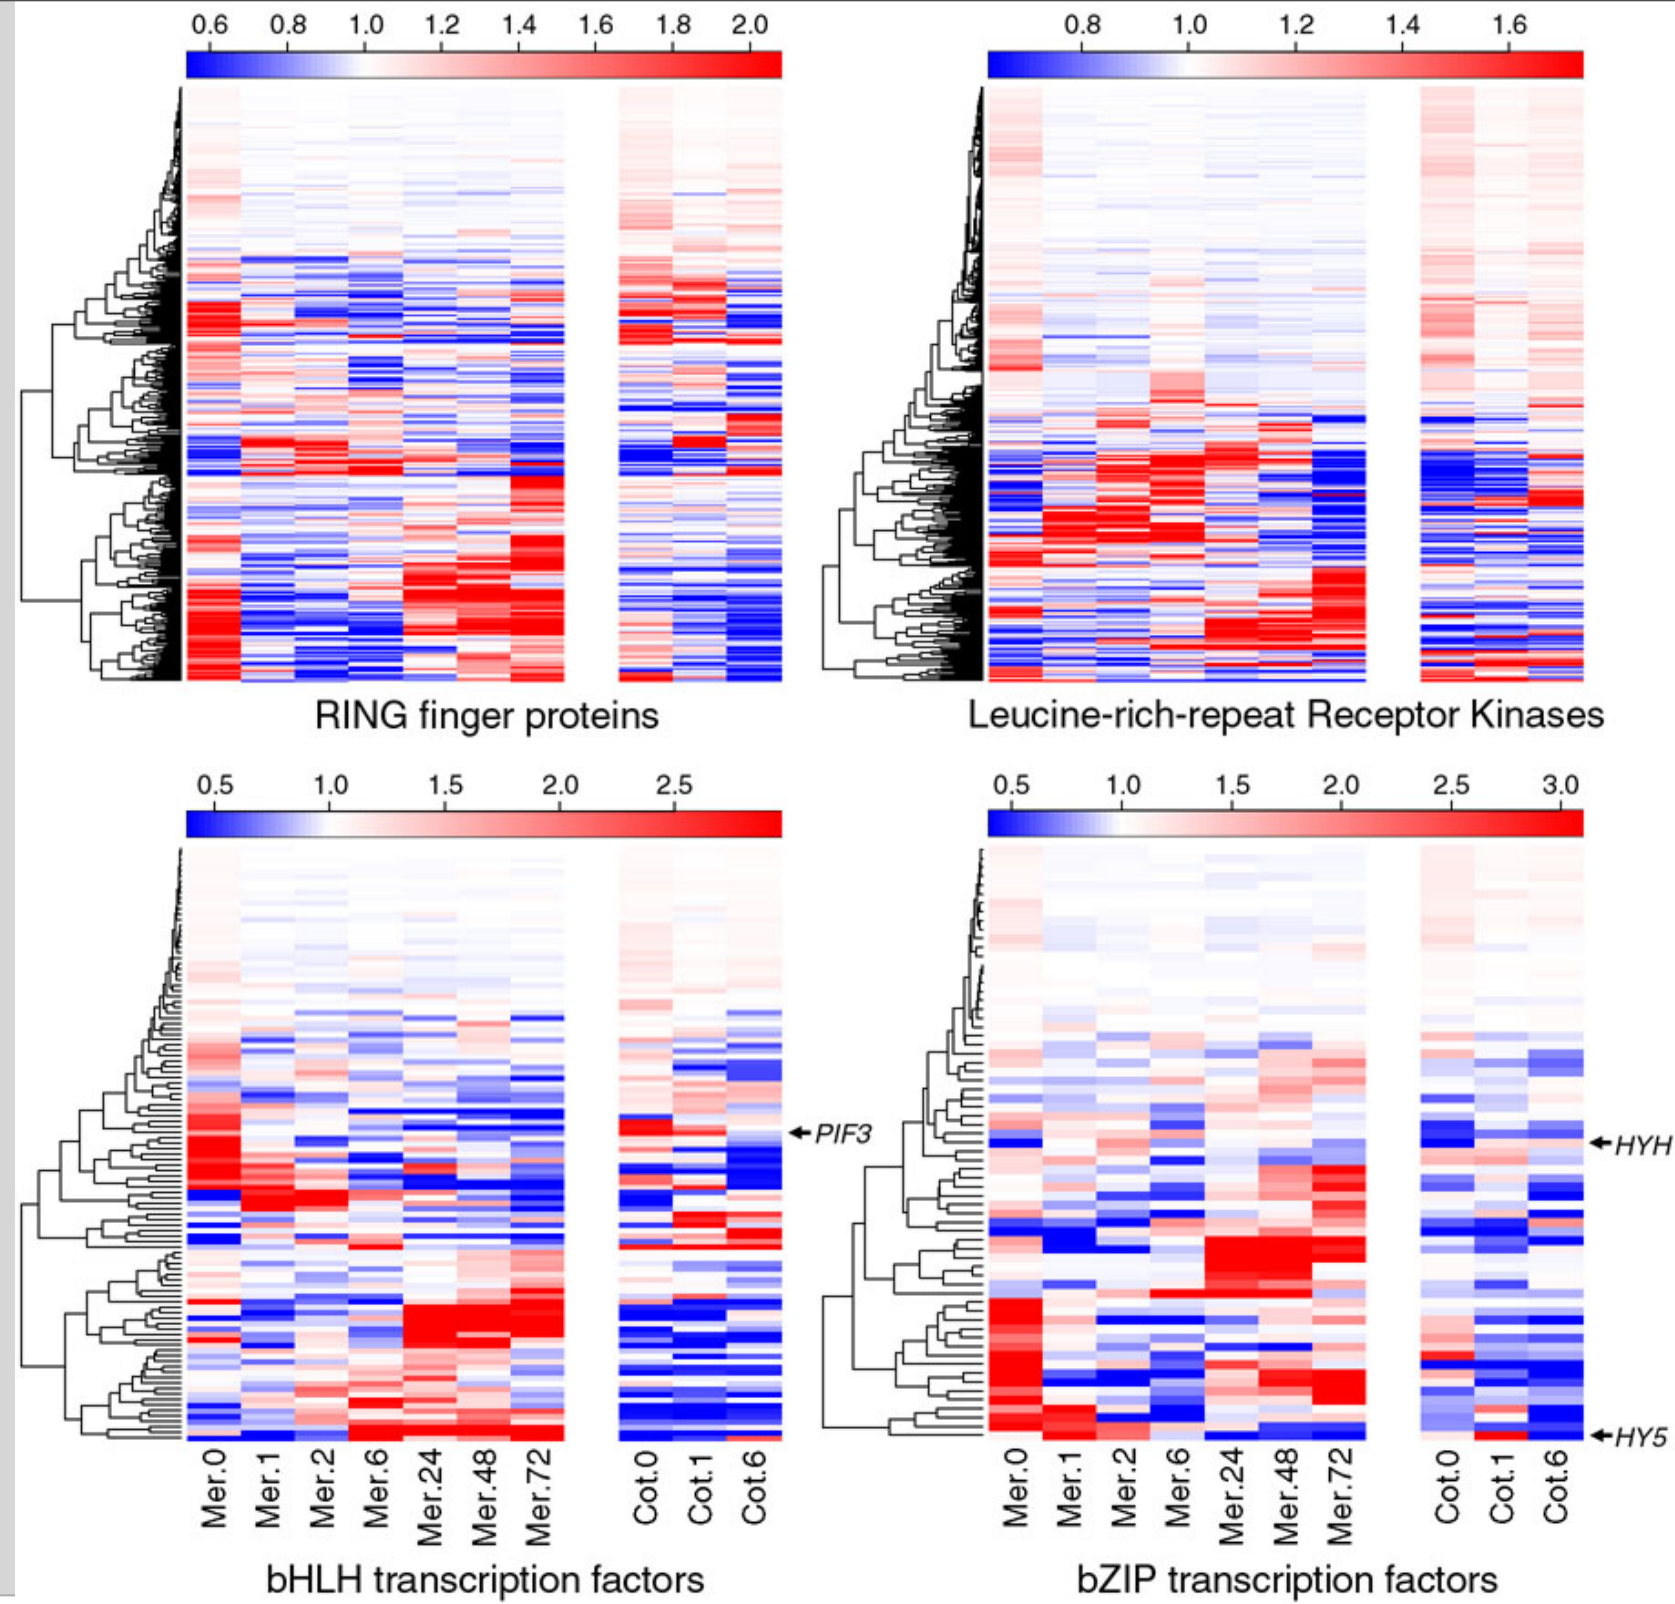 0.6 0.8 1.0 1.2 1.4 1.6 1.8 2.0
0.8 1.0 1.2 1.4 1.6
RING finger proteins
Leucine-rich-repeat Receptor Kinases
0.5 1.0 1.5 2.0 2.5
0.5 1.0 1.5 2.0 2.5 3.0
PIF3
HYH
HY5
Mer.0 Mer.1 Mer.2 Mer.6 Mer.24 Mer.48 Mer.72 Cot.0 Cot.1 Cot.6
Mer.0 Mer.1 Mer.2 Mer.6 Mer.24 Mer.48 Mer.72 Cot.0 Cot.1 Cot.6
bHLH transcription factors
bZIP transcription factors